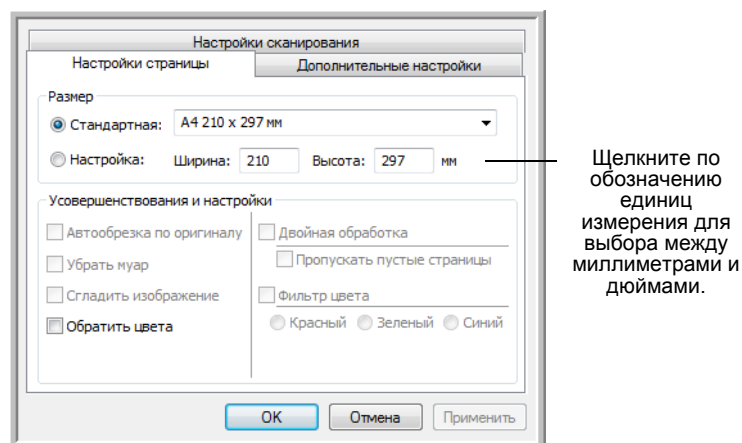 Настройки сканирования
Настройки страницы
Дополнительные настройки
Размер
Стандартная: A4 210 x 297 мм
Настройка: Ширина: 210 Высота: 297 мм
Щелкните по
обозначению
единиц
измерения для
выбора между
миллиметрами и
дюймами.
Усовершенствования и настройки
Автообрезка по оригиналу
Двойная обработка
Убрать муар
Пропускать пустые страницы
Сгладить изображение
Фильтр цвета
Обратить цвета
Красный Зеленый Синий
OK Отмена Применить